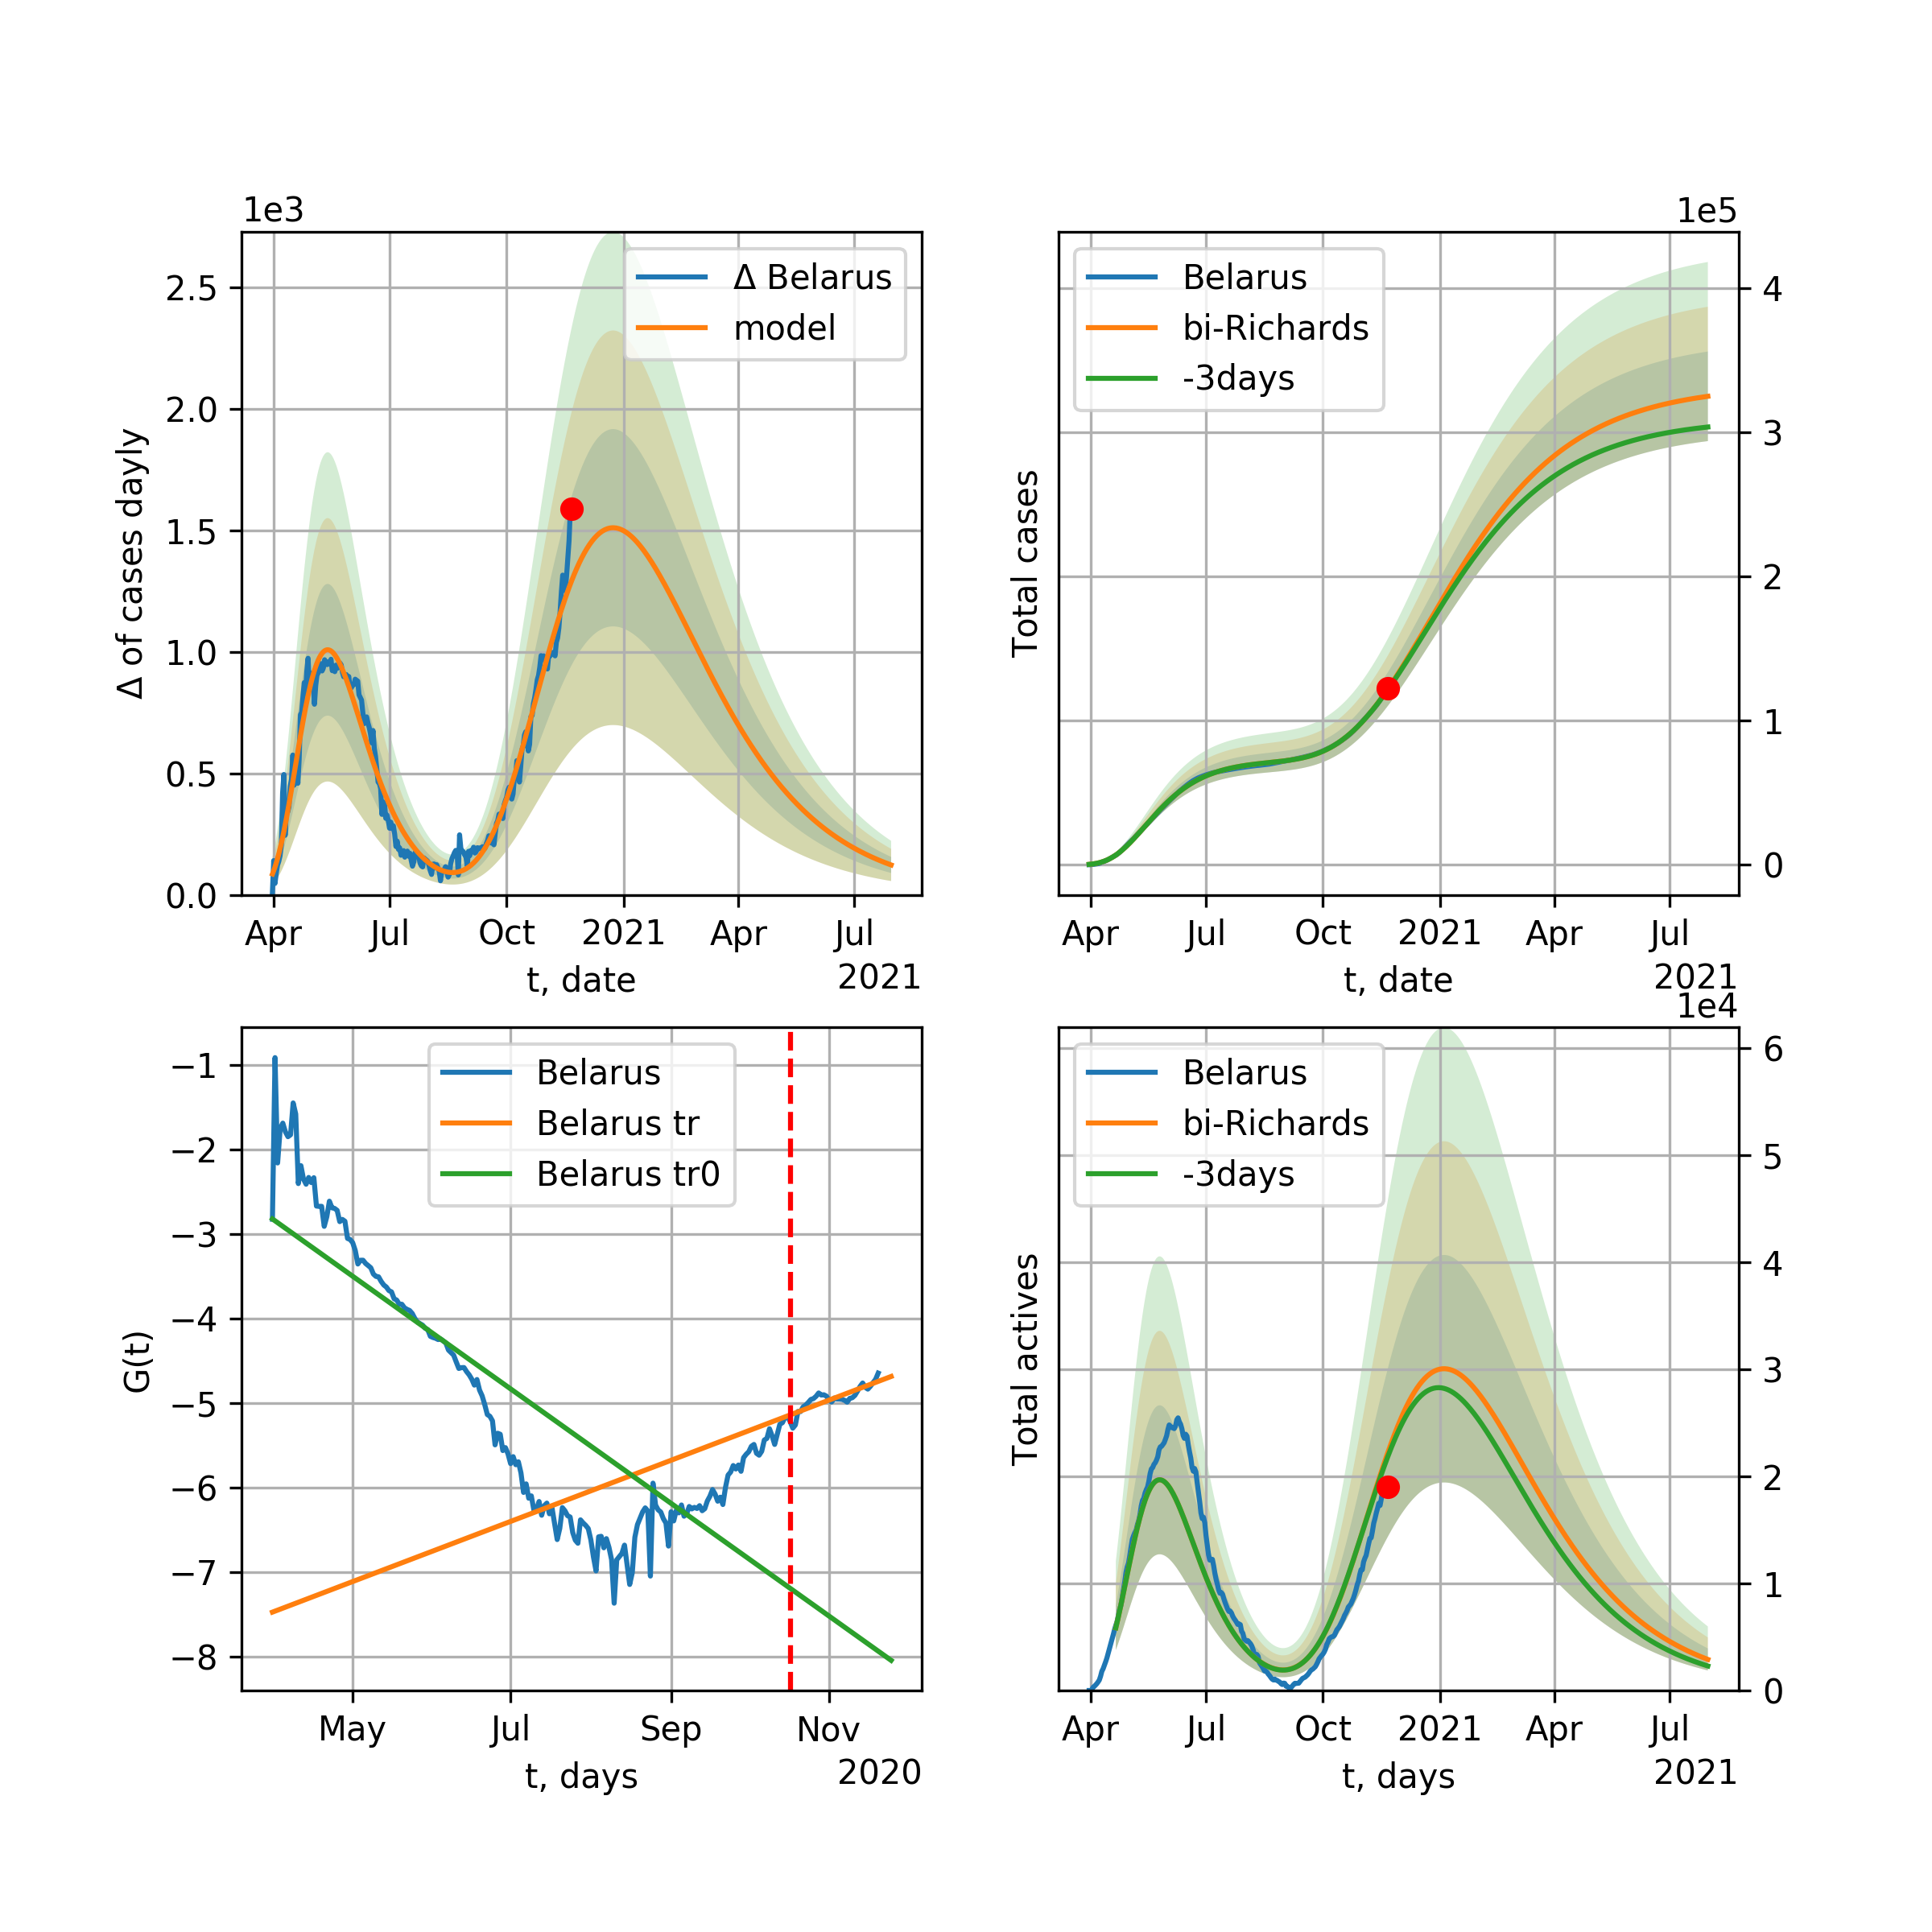 1e3
Δ of cases dayly
2.5
2.0
1.5
1.0
0.5
0.0
Δ Belarus
model
Apr Jul Oct 2021 Apr Jul
t, date
2021
1e5
Total cases
Belarus
bi-Richards
-3days
4
3
2
1
0
Apr Jul Oct 2021 Apr Jul
t, date
2021
G(t)
−1
−2
−3
−4
−5
−6
−7
−8
Belarus
Belarus tr
Belarus tr0
May Jul Sep Nov
t, days
2020
1e4
Total actives
Belarus
bi-Richards
-3days
6
5
4
3
2
1
0
Apr Jul Oct 2021 Apr Jul
t, days
2021